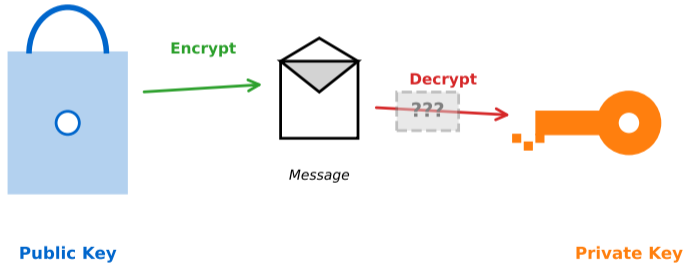 Encrypt
Decrypt
???
Message
Public Key
Private Key